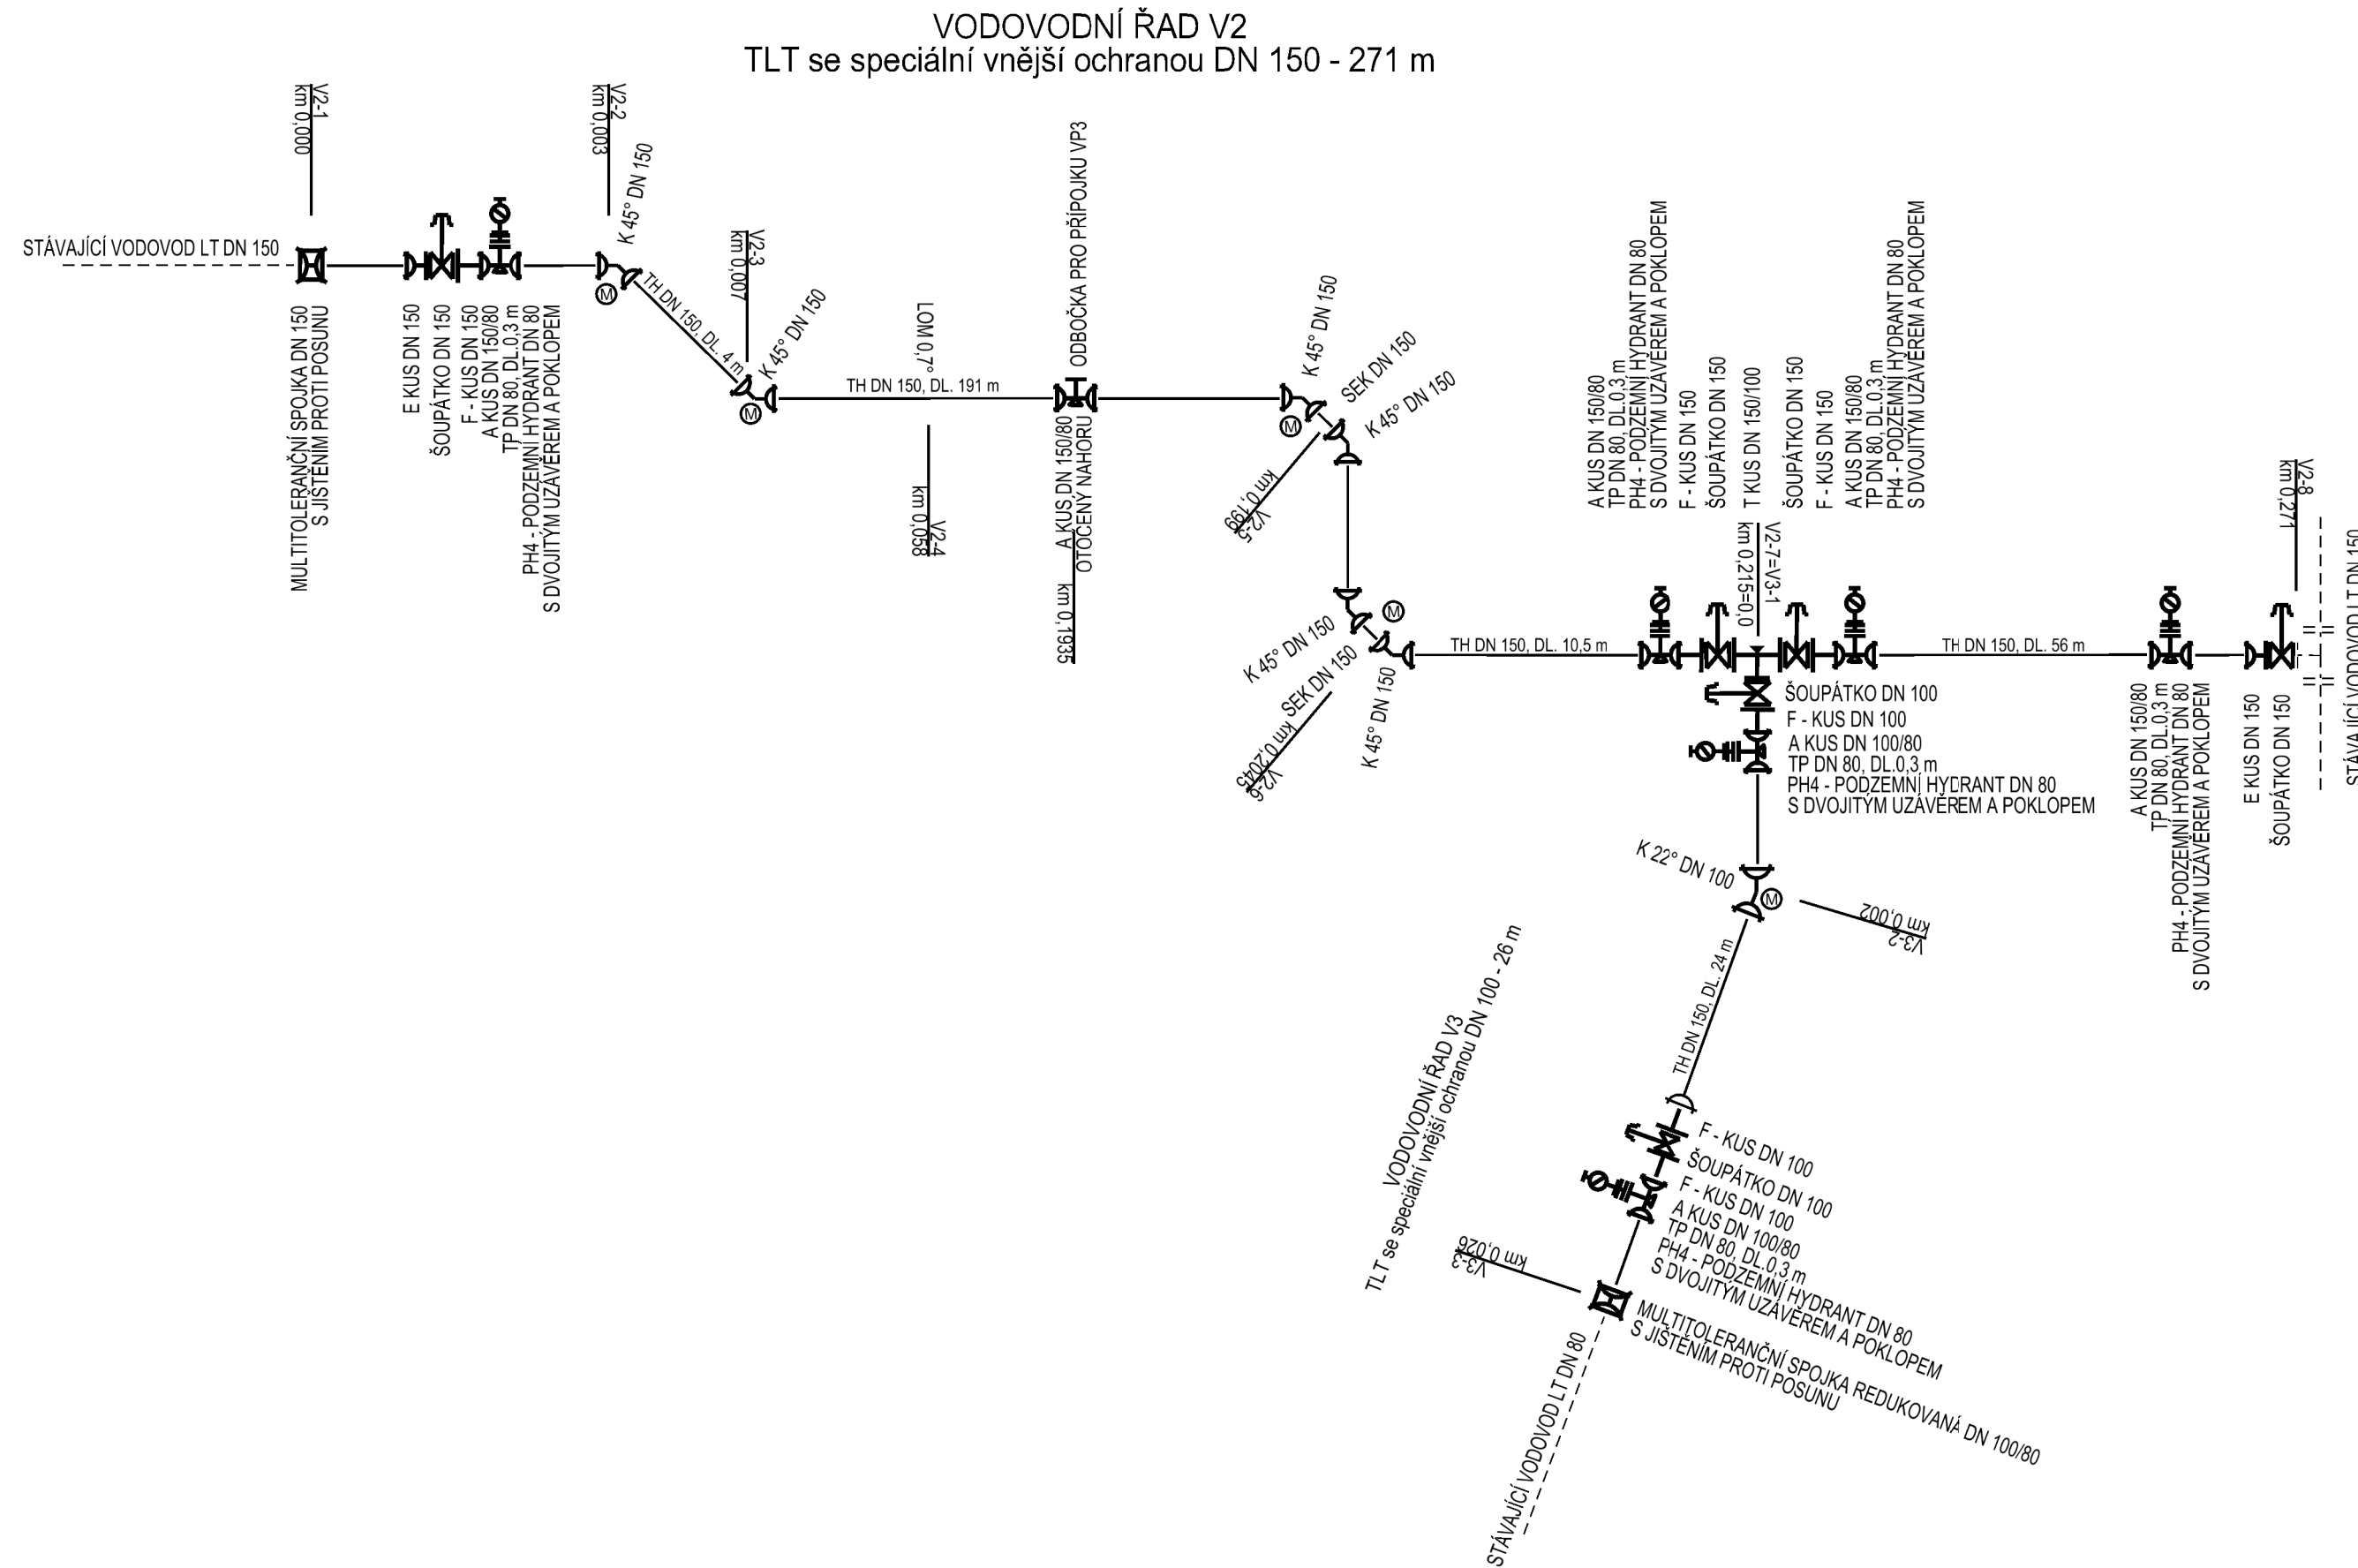 VODOVODNÍ ŘAD V2
TLT se speciální vnější ochranou DN 150 - 271 m
V2-1
km 0,000
V2-2
km 0,003
K 45° DN 150
STÁVAJÍCÍ VODOVOD LT DN 150
MULTITOLERANČNÍ SPOJKA DN 150
S JIŠTĚNÍM PROTI POSUNU
E KUS DN 150
ŠOUPÁTKO DN 150
F - KUS DN 150
A KUS DN 150/80
TP DN 80, DL.0,3 m
PH4 - PODZEMNÍ HYDRANT DN 80
S DVOJITÝM UZÁVĚREM A POKLOPEM
M
TH DN 150, DL. 4 m
V2-3
km 0,007
K 45° DN 150
M
LOM 0,7°
TH DN 150, DL. 191 m
V2-4
km 0,058
ODBOČKA PRO PŘÍPOJKU VP3
A KUS DN 150/80
OTOČENÝ NAHORU
km 0,1935
K 45° DN 150
SEK DN 150
K 45° DN 150
M
V2-5
km 0,199
K 45° DN 150
SEK DN 150
K 45° DN 150
M
V2-6
km 0,2045
TH DN 150, DL. 10,5 m
A KUS DN 150/80
TP DN 80, DL.0,3 m
PH4 - PODZEMNÍ HYDRANT DN 80
S DVOJITÝM UZÁVĚREM A POKLOPEM
F - KUS DN 150
ŠOUPÁTKO DN 150
T KUS DN 150/100
V2-7=V3-1
km 0,215=0,0
ŠOUPÁTKO DN 150
F - KUS DN 150
A KUS DN 150/80
TP DN 80, DL.0,3 m
PH4 - PODZEMNÍ HYDRANT DN 80
S DVOJITÝM UZÁVĚREM A POKLOPEM
TH DN 150, DL. 56 m
A KUS DN 150/80
TP DN 80, DL.0,3 m
PH4 - PODZEMNÍ HYDRANT DN 80
S DVOJITÝM UZÁVĚREM A POKLOPEM
E KUS DN 150
ŠOUPÁTKO DN 150
V2-8
km 0,271
STÁVAJÍCÍ VODOVOD LT DN 150
ŠOUPÁTKO DN 100
F - KUS DN 100
A KUS DN 100/80
TP DN 80, DL.0,3 m
PH4 - PODZEMNÍ HYDRANT DN 80
S DVOJITÝM UZÁVĚREM A POKLOPEM
K 22° DN 100
M
V3-2
km 0,002
TH DN 150, DL. 24 m
VODOVODNÍ ŘAD V3
TLT se speciální vnější ochranou DN 100 - 26 m
F - KUS DN 100
ŠOUPÁTKO DN 100
F - KUS DN 100
A KUS DN 100/80
TP DN 80, DL.0,3 m
PH4 - PODZEMNÍ HYDRANT DN 80
S DVOJITÝM UZÁVĚREM A POKLOPEM
V3-3
km 0,026
MULTITOLERANČNÍ SPOJKA REDUKOVANÁ DN 100/80
S JIŠTĚNÍM PROTI POSUNU
STÁVAJÍCÍ VODOVOD LT DN 80